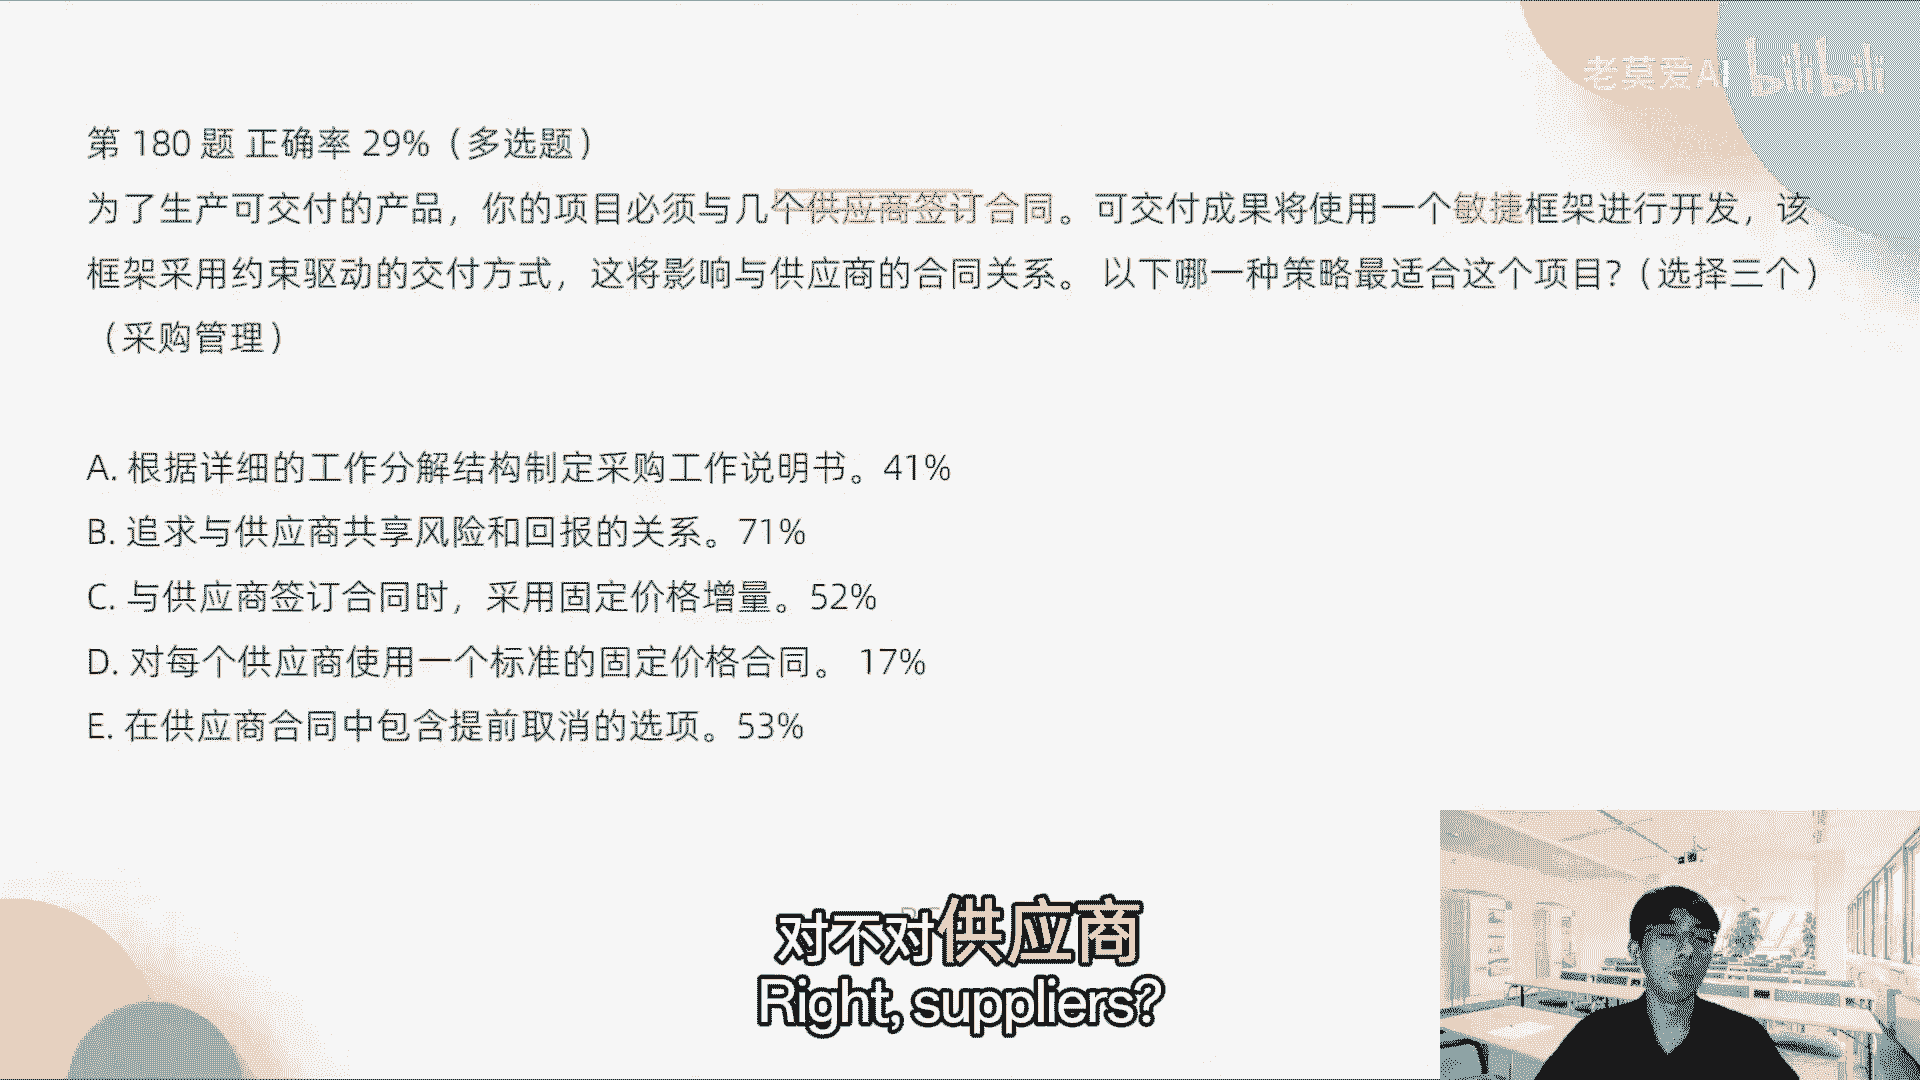 老莫爱AI bilibili
第 180 题 正确率 29%（多选题）
为了生产可交付的产品，你的项目必须与几个供应商签订合同。可交付成果将使用一个敏捷框架进行开发，该
框架采用约束驱动的交付方式，这将影响与供应商的合同关系。 以下哪一种策略最适合这个项目?（选择三个）
（采购管理）
A. 根据详细的工作分解结构制定采购工作说明书。41%
B. 追求与供应商共享风险和回报的关系。71%
C. 与供应商签订合同时，采用固定价格增量。52%
D. 对每个供应商使用一个标准的固定价格合同。 17%
E. 在供应商合同中包含提前取消的选项。53%
对不对供应商
Right, suppliers?